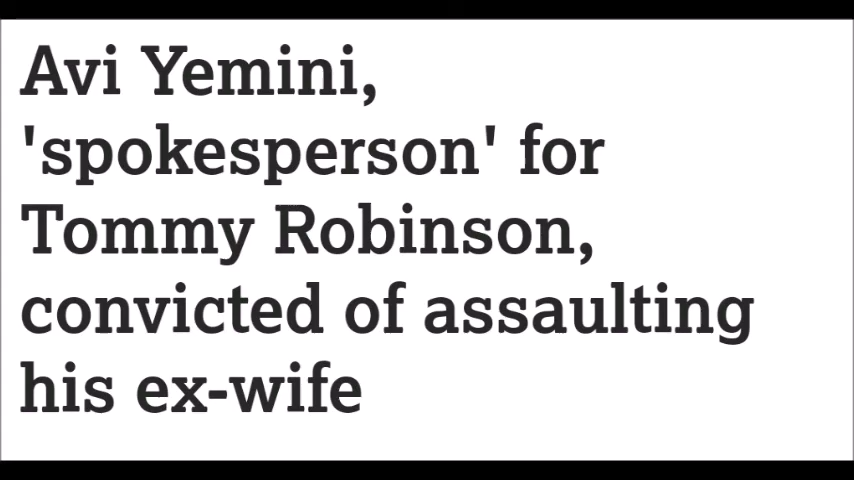 Avi Yemini,
'spokesperson' for
Tommy Robinson,
convicted of assaulting
his ex-wife